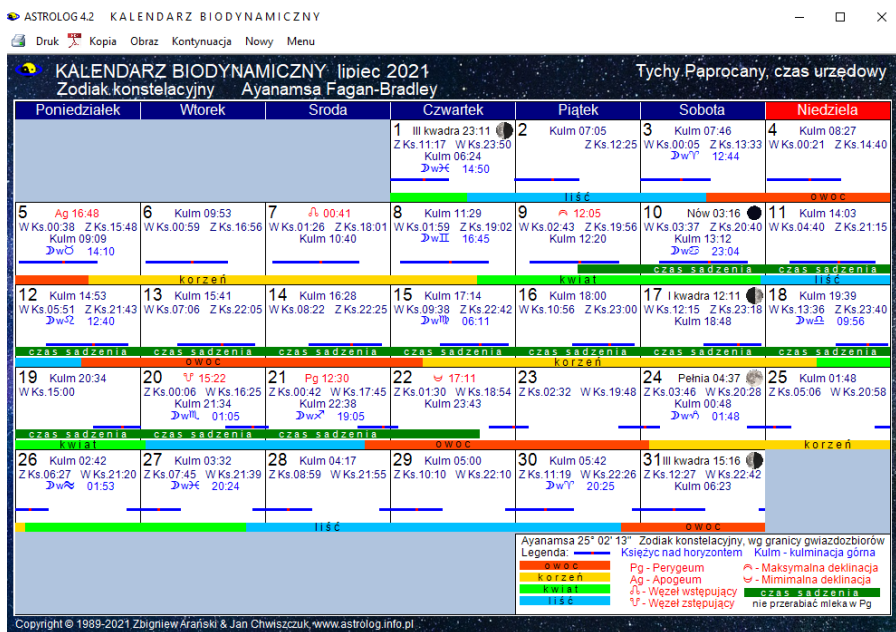 ASTROLOG 4.2 KALENDARZ BIODYNAMICZNY
Druk Kopia Obraz Kontynuacja Nowy Menu
KALENDARZ BIODYNAMICZNY lipiec 2021
Tychy Paprocany, czas urzędowy
Zodiak konstelacyjny Ayanamsa Fagan-Bradley
Poniedziałek Wtorek Sroda Czwartek Piątek Sobota Niedziela
1 III kwadra 23:11
Z Ks.11:17 W Ks.23:50
Kulm 06:24
☽w♓ 14:50
2 Kulm 07:05
Z Ks.12:25
3 Kulm 07:46
W Ks.00:05 Z Ks.13:33
☽w♈ 12:44
4 Kulm 08:27
W Ks.00:21 Z Ks.14:40
liść owoc
5 Ag 16:48
W Ks.00:38 Z Ks.15:48
Kulm 09:09
☽w♉ 14:10
6 Kulm 09:53
W Ks.00:59 Z Ks.16:56
7 ☊ 00:41
W Ks.01:26 Z Ks.18:01
Kulm 10:40
8 Kulm 11:29
W Ks.01:59 Z Ks.19:02
☽w♊ 16:45
9 12:05
W Ks.02:43 Z Ks.19:56
Kulm 12:20
10 Nów 03:16
W Ks.03:37 Z Ks.20:40
Kulm 13:12
☽w♋ 23:04
11 Kulm 14:03
W Ks.04:40 Z Ks.21:15
czas sadzenia czas sadzenia
korzeń kwiat liść
12 Kulm 14:53
W Ks.05:51 Z Ks.21:43
☽w♌ 12:40
13 Kulm 15:41
W Ks.07:06 Z Ks.22:05
14 Kulm 16:28
W Ks.08:22 Z Ks.22:25
15 Kulm 17:14
W Ks.09:38 Z Ks.22:42
☽w♍ 06:11
16 Kulm 18:00
W Ks.10:56 Z Ks.23:00
17 I kwadra 12:11
W Ks.12:15 Z Ks.23:18
Kulm 18:48
18 Kulm 19:39
W Ks.13:36 Z Ks.23:40
☽w♎ 09:56
czas sadzenia czas sadzenia czas sadzenia czas sadzenia czas sadzenia czas sadzenia czas sadzenia
owoc korzeń
19 Kulm 20:34
W Ks.15:00
20 ☋ 15:22
Z Ks.00:06 W Ks.16:25
Kulm 21:34
☽w♏ 01:05
21 Pg 12:30
Z Ks.00:42 W Ks.17:45
Kulm 22:38
☽w♐ 19:05
22 17:11
Z Ks.01:30 W Ks.18:54
Kulm 23:43
23
Z Ks.02:32 W Ks.19:48
24 Pełnia 04:37
Z Ks.03:46 W Ks.20:28
Kulm 00:48
☽w♑ 01:48
25 Kulm 01:48
Z Ks.05:06 W Ks.20:58
czas sadzenia czas sadzenia czas sadzenia
kwiat owoc korzeń
26 Kulm 02:42
Z Ks.06:27 W Ks.21:20
☽w♒ 01:53
27 Kulm 03:32
Z Ks.07:45 W Ks.21:39
☽w♓ 20:24
28 Kulm 04:17
Z Ks.08:59 W Ks.21:55
29 Kulm 05:00
Z Ks.10:10 W Ks.22:10
30 Kulm 05:42
Z Ks.11:19 W Ks.22:26
☽w♈ 20:25
31 III kwadra 15:16
Z Ks.12:27 W Ks.22:42
Kulm 06:23
liść owoc
Ayanamsa 25° 02' 13" Zodiak konstelacyjny, wg granicy gwiazdozbiorów
Legenda: Księżyc nad horyzontem Kulm - kulminacja górna
owoc Pg - Perygeum - Maksymalna deklinacja
korzeń Ag - Apogeum - Mimimalna deklinacja
kwiat ☊ - Węzeł wstępujący czas sadzenia
liść ☋ - Węzeł zstępujący nie przerabiać mleka w Pg
Copyright © 1989-2021 Zbigniew Arański & Jan Chwiszczuk, www.astrolog.info.pl